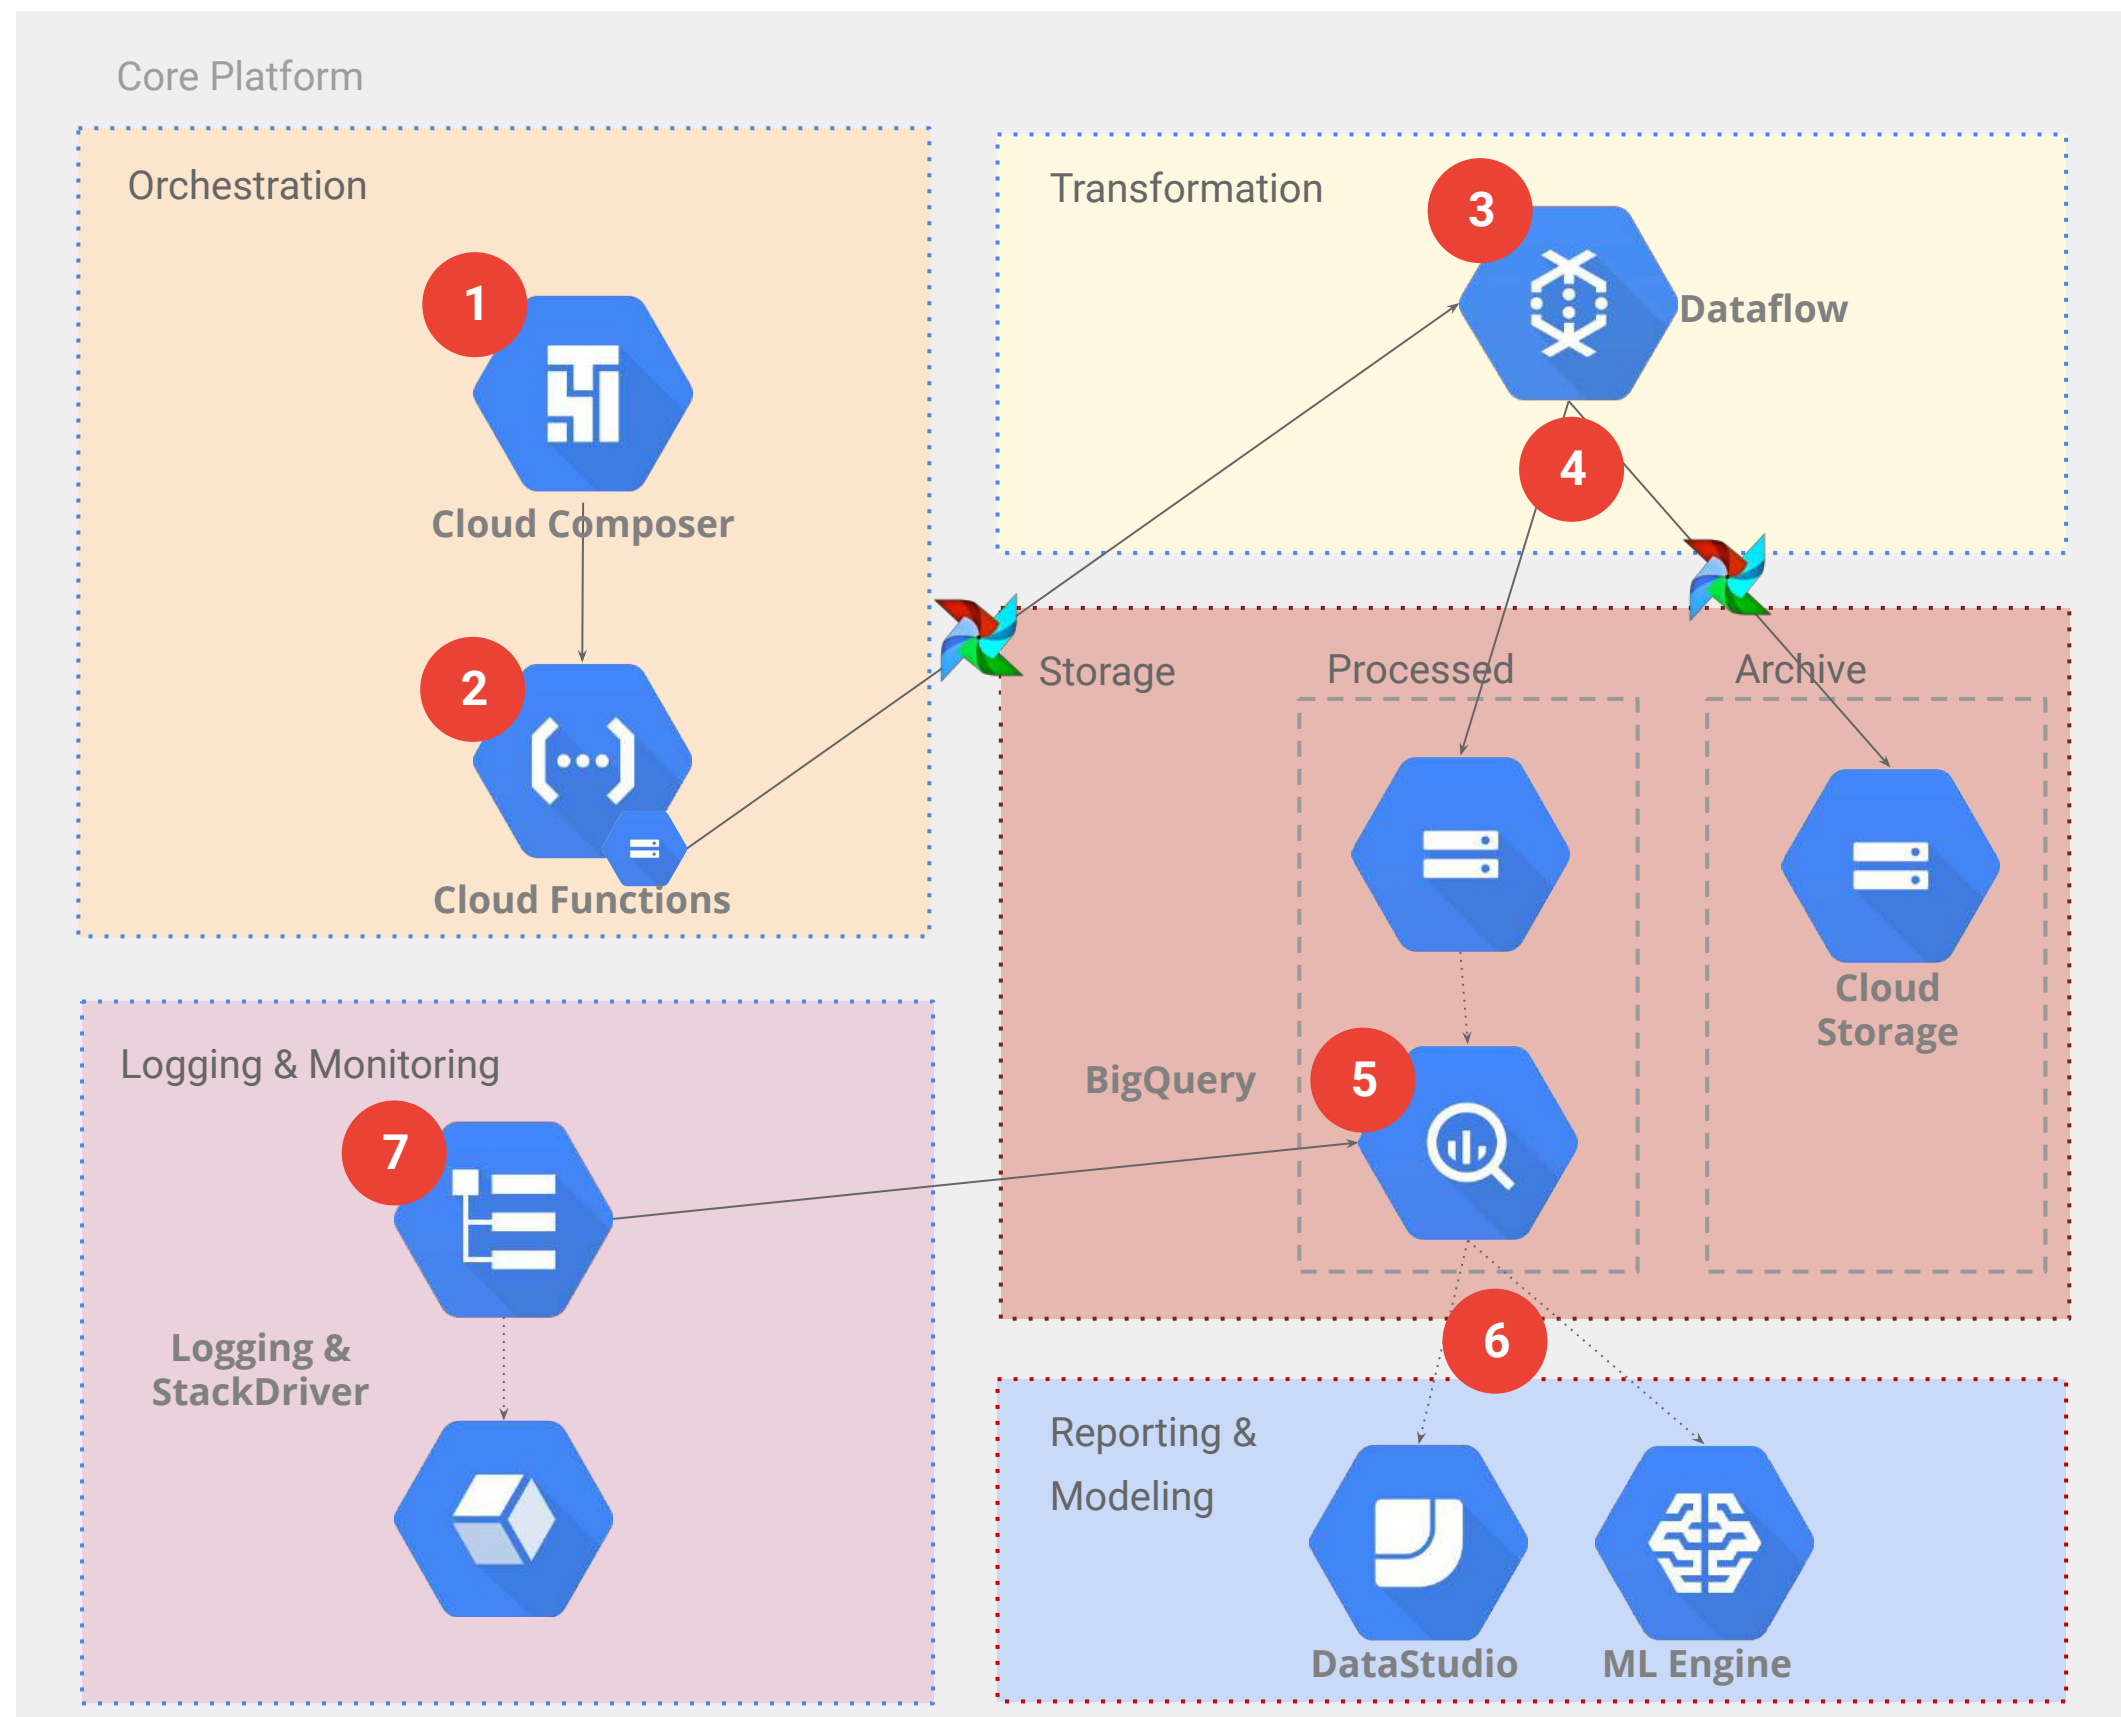 Core Platform
Orchestration
1
Cloud Composer
2
Cloud Functions
Transformation
3
Dataflow
4
Storage
Processed
Archive
Cloud
Storage
BigQuery
5
Logging & Monitoring
7
Logging &
StackDriver
6
Reporting &
Modeling
DataStudio
ML Engine